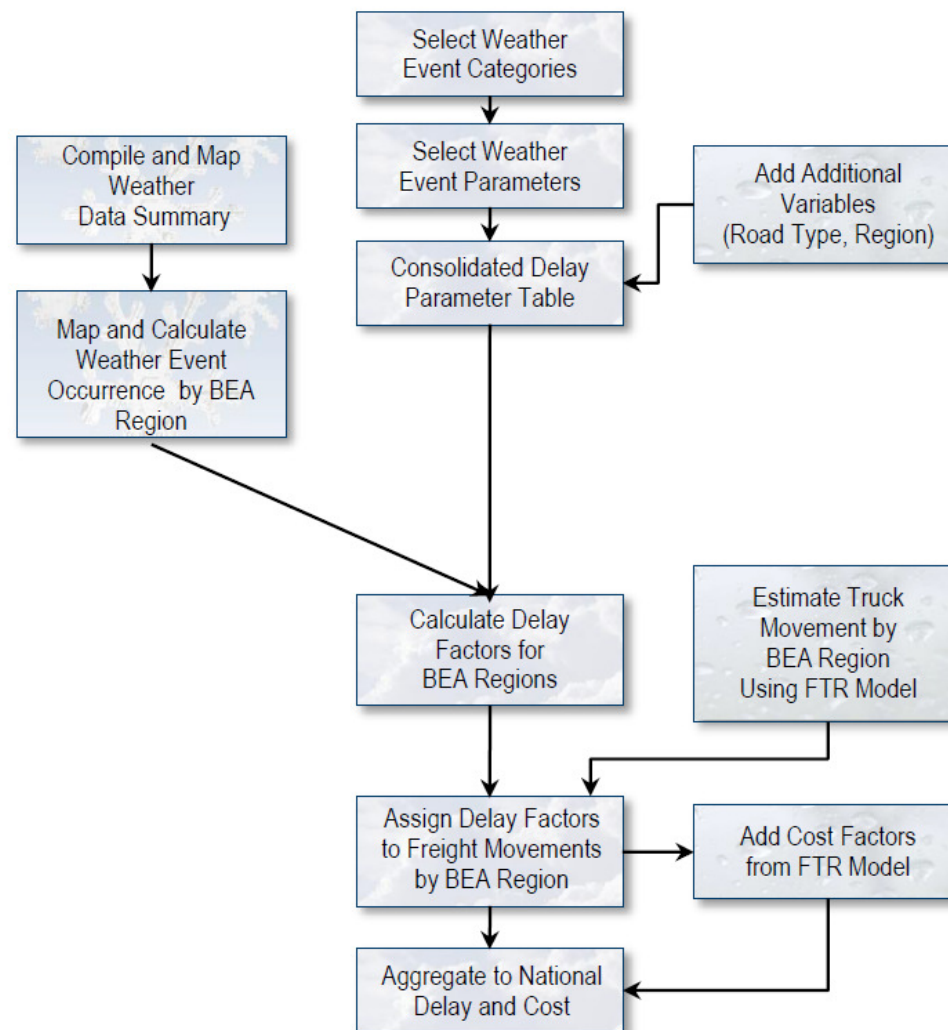 Select Weather
Event Categories
Compile and Map
Weather
Data Summary
Select Weather
Event Parameters
Add Additional
Variables
(Road Type, Region)
Consolidated Delay
Parameter Table
Map and Calculate
Weather Event
Occurrence by BEA
Region
Calculate Delay
Factors for
BEA Regions
Estimate Truck
Movement by
BEA Region
Using FTR Model
Assign Delay Factors
to Freight Movements
by BEA Region
Add Cost Factors
from FTR Model
Aggregate to National
Delay and Cost